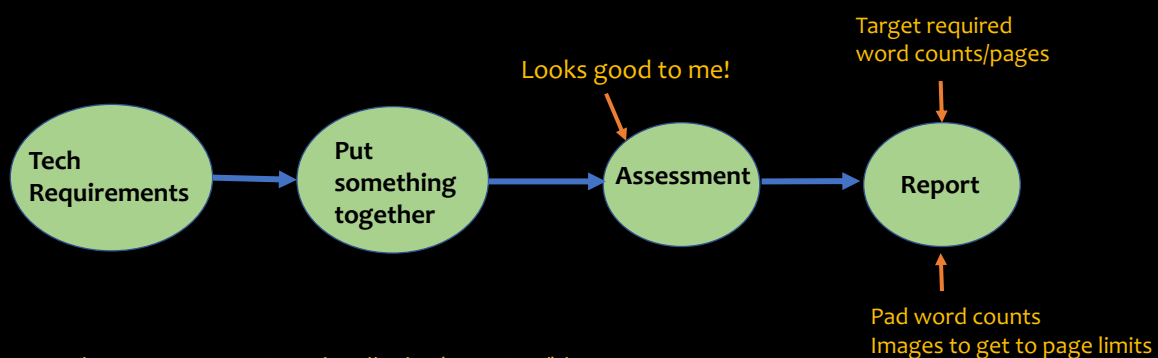 Target required
word counts/pages
Looks good to me!
Tech
Requirements
Put
something
together
Assessment
Report
Pad word counts
Images to get to page limits